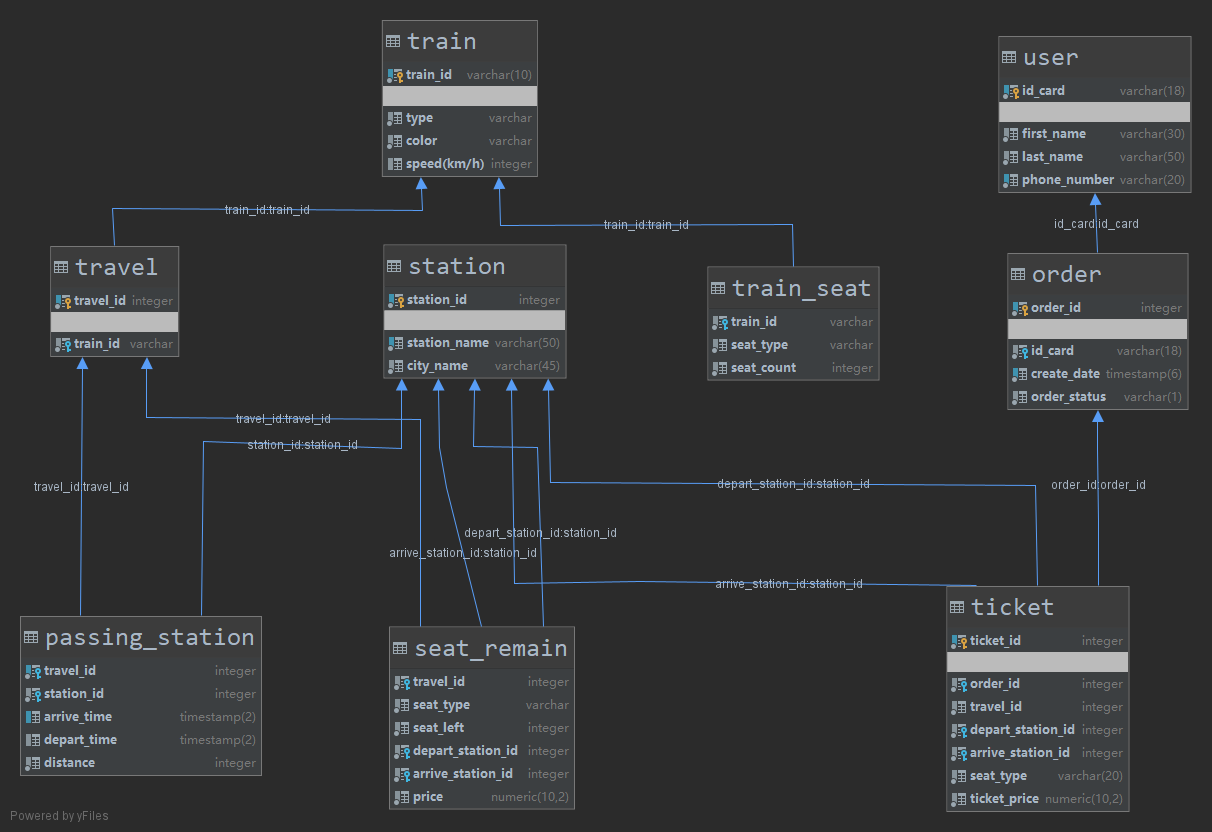 train
train_id varchar(10)
type varchar
color varchar
speed(km/h) integer
user
id_card varchar(18)
first_name varchar(30)
last_name varchar(50)
phone_number varchar(20)
train_id:train_id
train_id:train_id
id_card:id_card
travel
travel_id integer
train_id varchar
station
station_id integer
station_name varchar(50)
city_name varchar(45)
train_seat
train_id varchar
seat_type varchar
seat_count integer
order
order_id integer
id_card varchar(18)
create_date timestamp(6)
order_status varchar(1)
travel_id:travel_id
station_id:station_id
travel_id:travel_id
depart_station_id:station_id
order_id:order_id
depart_station_id:station_id
arrive_station_id:station_id
arrive_station_id:station_id
passing_station
travel_id integer
station_id integer
arrive_time timestamp(2)
depart_time timestamp(2)
distance integer
seat_remain
travel_id integer
seat_type varchar
seat_left integer
depart_station_id integer
arrive_station_id integer
price numeric(10,2)
ticket
ticket_id integer
order_id integer
travel_id integer
depart_station_id integer
arrive_station_id integer
seat_type varchar(20)
ticket_price numeric(10,2)
Powered by yFiles